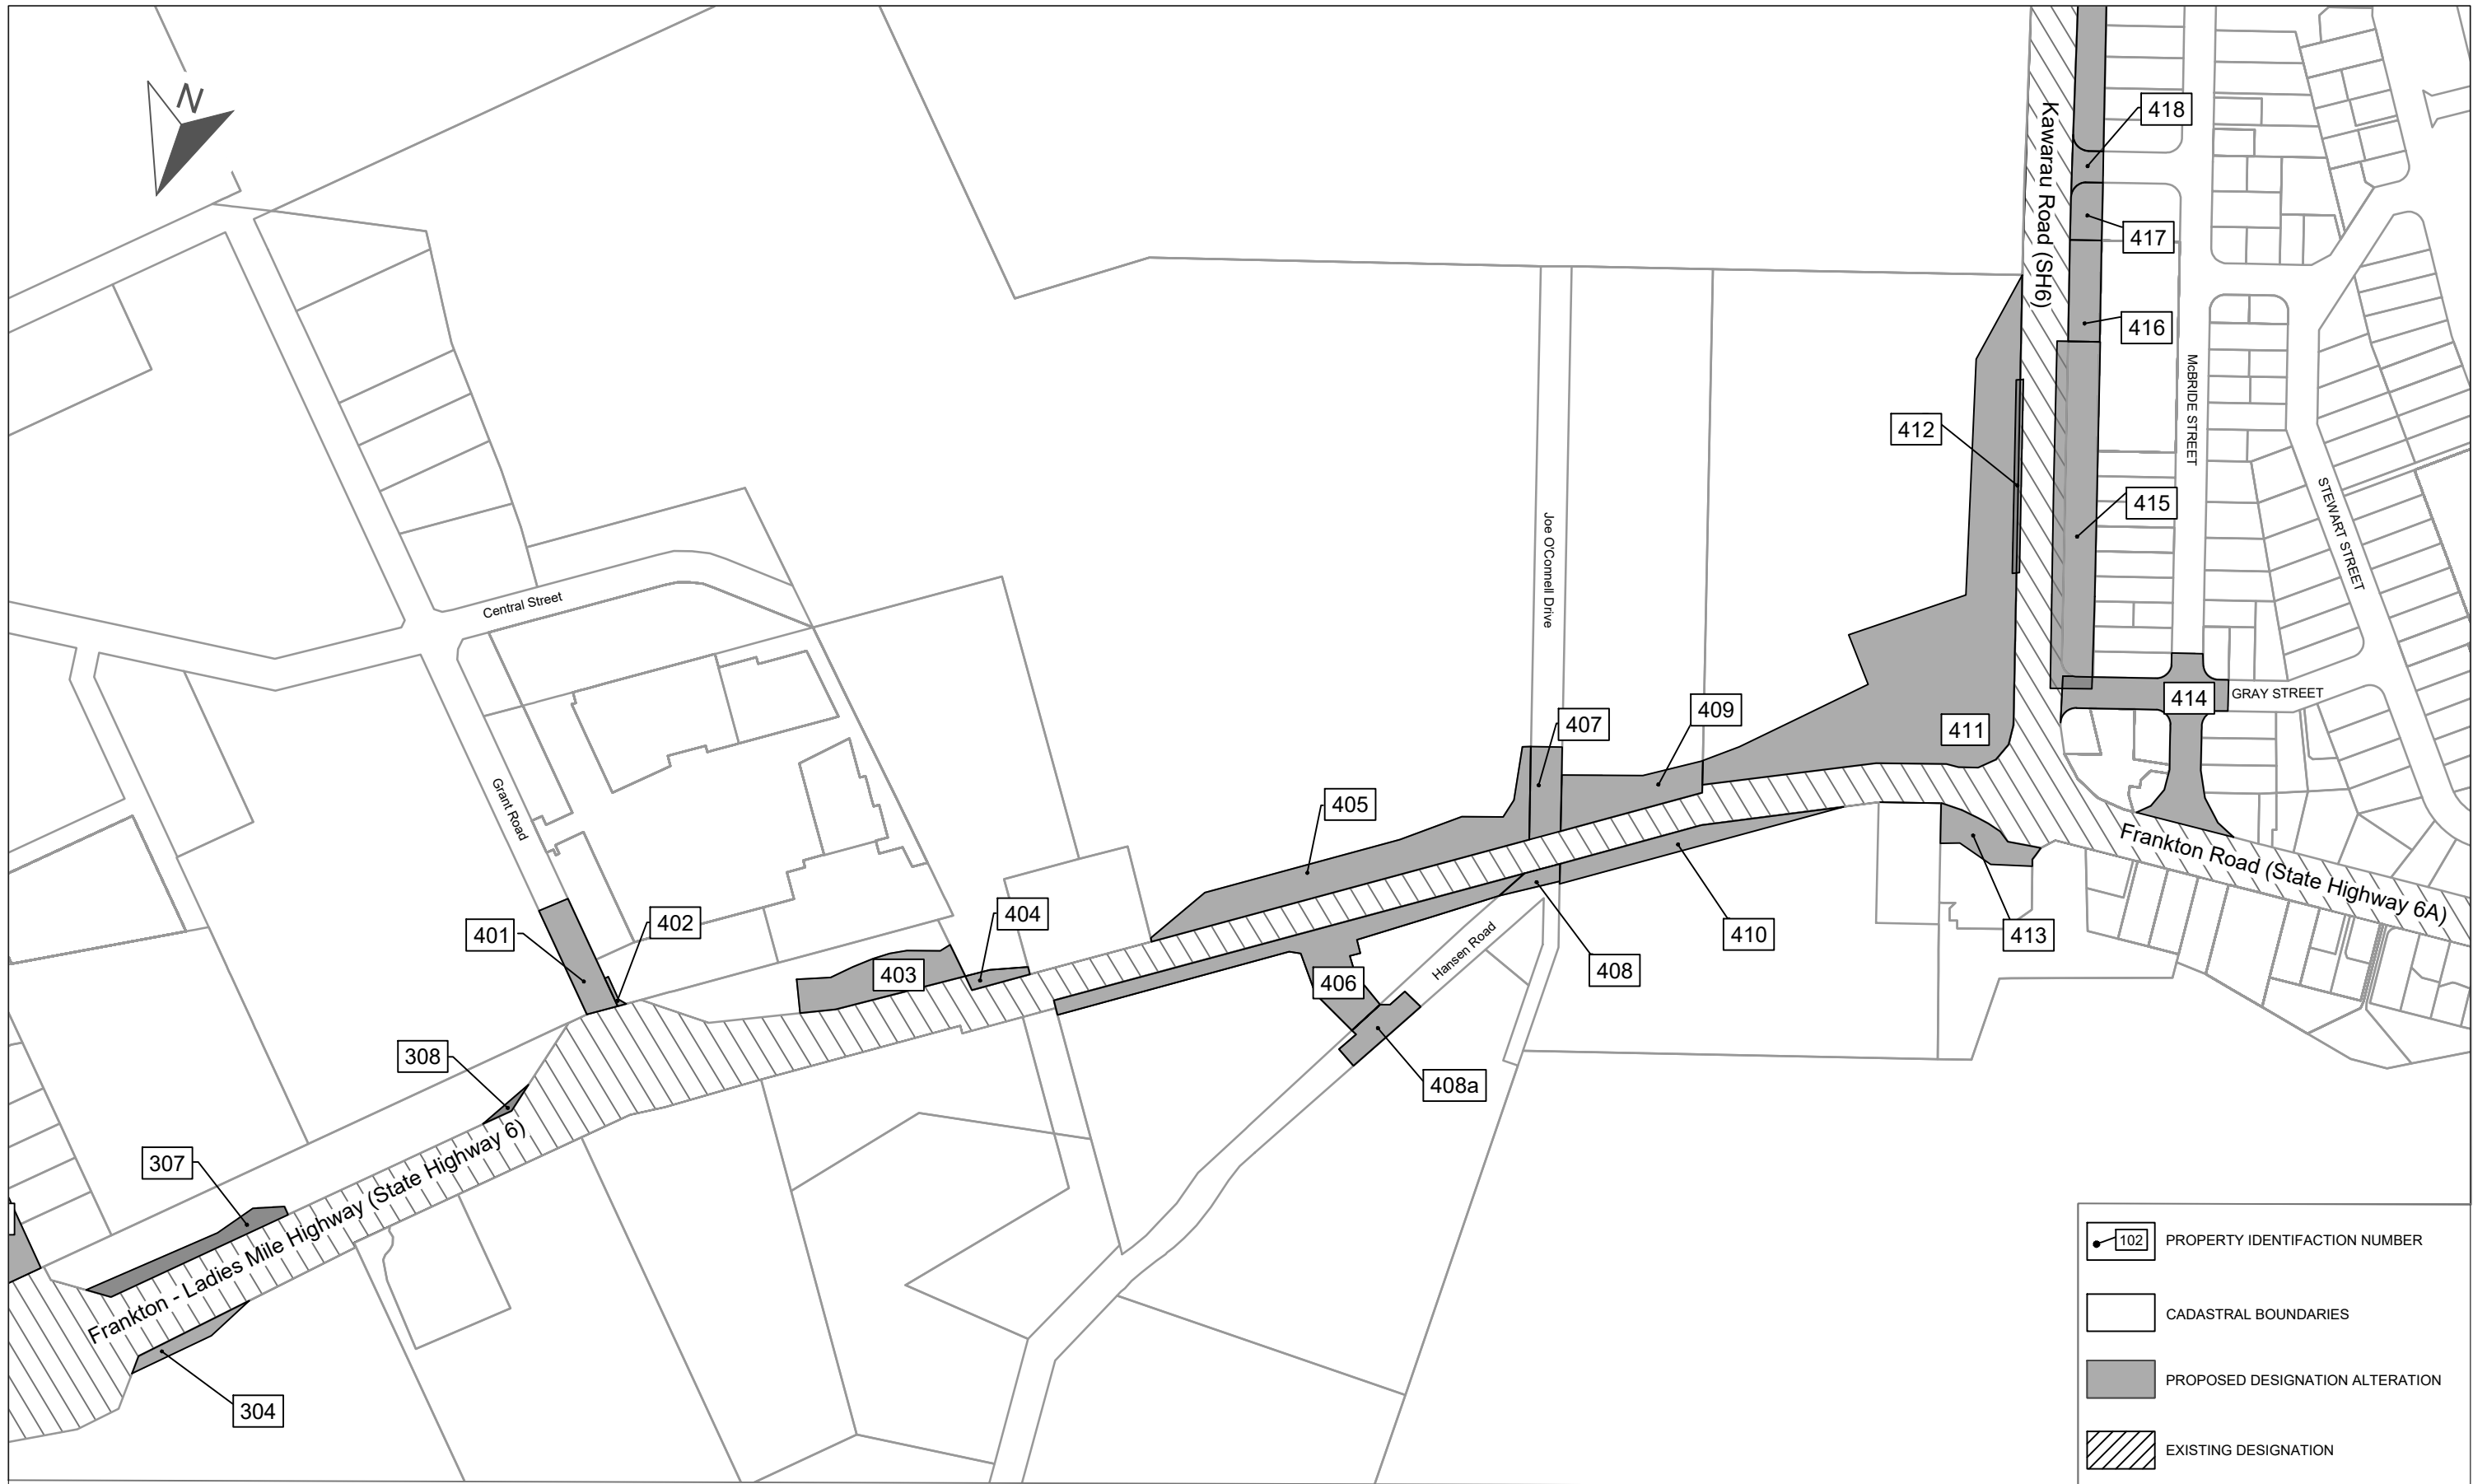 N
418
Kawarau Road (SH6)
417
416
McBRIDE STREET
412
415
STEWART STREET
Joe O'Connell Drive
Central Street
GRAY STREET
414
409
407
411
Grant Road
405
Frankton Road (State Highway 6A)
402
404
401
410
413
Hansen Road
408
403
406
308
408a
307
Frankton - Ladies Mile Highway (State Highway 6)
304
102
PROPERTY IDENTIFACTION NUMBER
CADASTRAL BOUNDARIES
PROPOSED DESIGNATION ALTERATION
EXISTING DESIGNATION